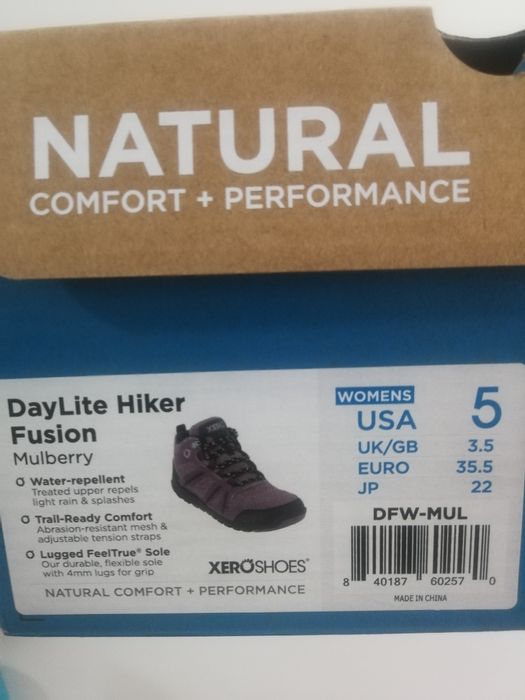 NATURAL
COMFORT + PERFORMANCE
DayLite Hiker
Fusion
Mulberry
Water-repellent
Treated upper repels
light rain & splashes
Trail-Ready Comfort
Abrasion-resistant mesh &
adjustable tension straps
Lugged FeelTrue® Sole
Our durable, flexible sole
with 4mm lugs for grip
XEROSHOES®
NATURAL COMFORT + PERFORMANCE
WOMENS
USA 5
UK/GB 3.5
EURO 35.5
JP 22
DFW-MUL
8 40187 60257 0
MADE IN CHINA